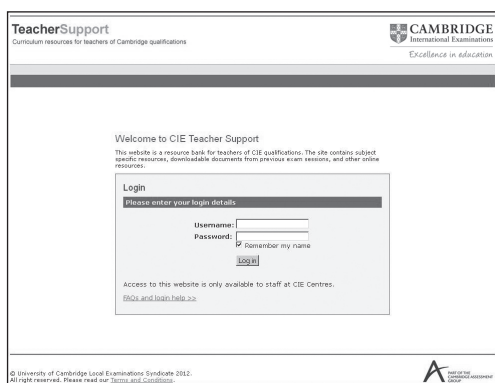 TeacherSupport
Curriculum resources for teachers of Cambridge qualifications
CAMBRIDGE
International Examinations
Excellence in education
Welcome to CIE Teacher Support
This website is a resource bank for teachers of CIE qualifications. The site contains subject
specific resources, downloadable documents from previous exam sessions, and other online
resources.
Login
Please enter your login details
Username:
Password:
Remember my name
Log in
Access to this website is only available to staff at CIE Centres.
FAQs and login help >>
© University of Cambridge Local Examinations Syndicate 2012.
All right reserved. Please read our Terms and Conditions.
PART OF THE
CAMBRIDGE ASSESSMENT
GROUP